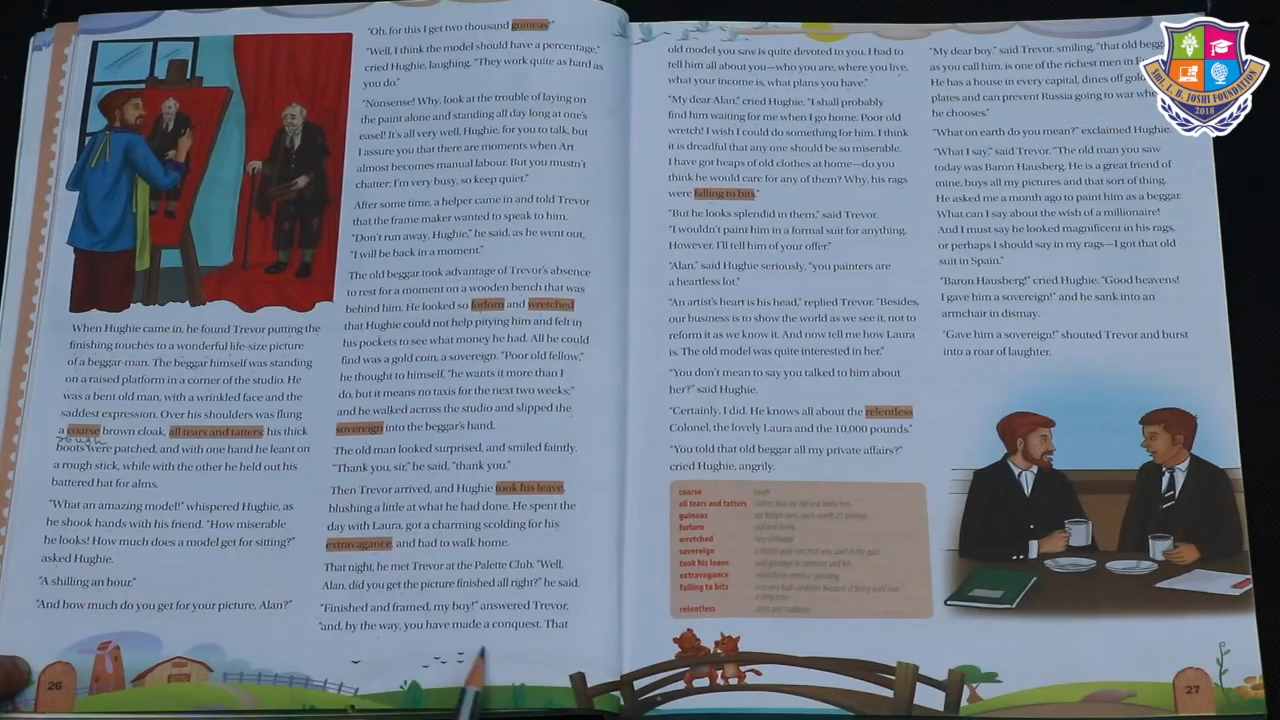 When Hughie came in, he found Trevor putting the
finishing touches to a wonderful life-size picture
of a beggar-man. The beggar himself was standing
on a raised platform in a corner of the studio. He
was a bent old man, with a wrinkled face and the
saddest expression. Over his shoulders was flung
a coarse brown cloak, all tears and tatters; his thick
rough
boots were patched, and with one hand he leant on
a rough stick, while with the other he held out his
battered hat for alms.
"What an amazing model!" whispered Hughie, as
he shook hands with his friend. "How miserable
he looks! How much does a model get for sitting?"
asked Hughie.
"A shilling an hour."
"And how much do you get for your picture, Alan?"
26
"Oh, for this I get two thousand guineas!"
"Well, I think the model should have a percentage,"
cried Hughie, laughing. "They work quite as hard as
you do."
"Nonsense! Why, look at the trouble of laying on
the paint alone and standing all day long at one's
easel! It's all very well, Hughie, for you to talk, but
I assure you that there are moments when Art
almost becomes manual labour. But you mustn't
chatter; I'm very busy, so keep quiet."
After some time, a helper came in and told Trevor
that the frame maker wanted to speak to him.
"Don't run away, Hughie," he said, as he went out,
"I will be back in a moment."
The old beggar took advantage of Trevor's absence
to rest for a moment on a wooden bench that was
behind him. He looked so forlorn and wretched
that Hughie could not help pitying him and felt in
his pockets to see what money he had. All he could
find was a gold coin, a sovereign. "Poor old fellow,"
he thought to himself, "he wants it more than I
do, but it means no taxis for the next two weeks;"
and he walked across the studio and slipped the
sovereign into the beggar's hand.
The old man looked surprised, and smiled faintly.
"Thank you, sir," he said, "thank you."
Then Trevor arrived, and Hughie took his leave,
blushing a little at what he had done. He spent the
day with Laura, got a charming scolding for his
extravagance, and had to walk home.
That night, he met Trevor at the Palette Club. "Well,
Alan, did you get the picture finished all right?" he said.
"Finished and framed, my boy!" answered Trevor,
"and, by the way, you have made a conquest. That
old model you saw is quite devoted to you. I had to
tell him all about you—who you are, where you live,
what your income is, what plans you have."
"My dear Alan," cried Hughie, "I shall probably
find him waiting for me when I go home. Poor old
wretch! I wish I could do something for him. I think
it is dreadful that any one should be so miserable.
I have got heaps of old clothes at home—do you
think he would care for any of them? Why, his rags
were falling to bits."
"But he looks splendid in them," said Trevor.
"I wouldn't paint him in a formal suit for anything.
However, I'll tell him of your offer."
"Alan," said Hughie seriously, "you painters are
a heartless lot."
"An artist's heart is his head," replied Trevor. "Besides,
our business is to show the world as we see it, not to
reform it as we know it. And now tell me how Laura
is. The old model was quite interested in her."
"You don't mean to say you talked to him about
her?" said Hughie.
"Certainly, I did. He knows all about the relentless
Colonel, the lovely Laura and the 10,000 pounds."
"You told that old beggar all my private affairs?"
cried Hughie, angrily.
coarse rough
all tears and tatters
guineas
forlorn
wretched
sovereign
took his leave
extravagance
falling to bits
relentless
"My dear boy," said Trevor, smiling, "that old
as you call him, is one of the richest men in
He has a house in every capital, dines off
plates and can prevent Russia going to war
he chooses."
"What on earth do you mean?" exclaimed Hughie.
"What I say," said Trevor. "The old man you saw
today was Baron Hausberg. He is a great friend of
mine, buys all my pictures and that sort of thing.
He asked me a month ago to paint him as a beggar.
What can I say about the wish of a millionaire!
And I must say he looked magnificent in his rags,
or perhaps I should say in my rags—I got that old
suit in Spain."
"Baron Hausberg!" cried Hughie. "Good heavens!
I gave him a sovereign!" and he sank into an
armchair in dismay.
"Gave him a sovereign!" shouted Trevor and burst
into a roar of laughter.
27
SHI. L. B. JOSHI FOUNDATION
2018